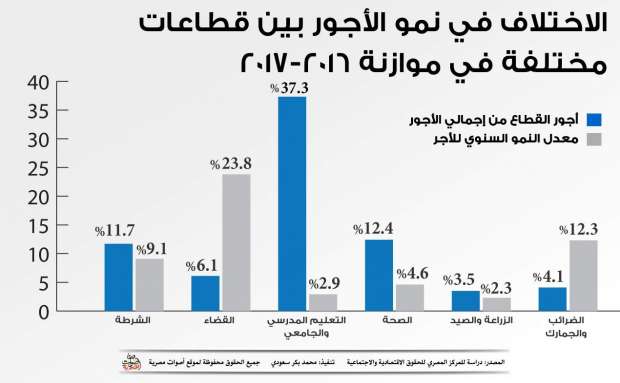 الاختلاف في نمو الأجور بين قطاعات
مختلفة في موازنة ٢٠١٦-٢٠١٧
أجور القطاع من إجمالي الأجور
معدل النمو السنوي للأجر
40
35
30
25
20
15
10
5
0
%11.7
%9.1
%6.1
%23.8
%37.3
%2.9
%12.4
%4.6
%3.5
%2.3
%4.1
%12.3
الشرطة
القضاء
التعليم المدرسي
والجامعي
الصحة
الزراعة والصيد
الضرائب
والجمارك
المصدر: دراسة للمركز المصري للحقوق الاقتصادية والاجتماعية تنفيذ: محمد بكر سعودي جميع الحقوق محفوظة لموقع أصوات مصرية